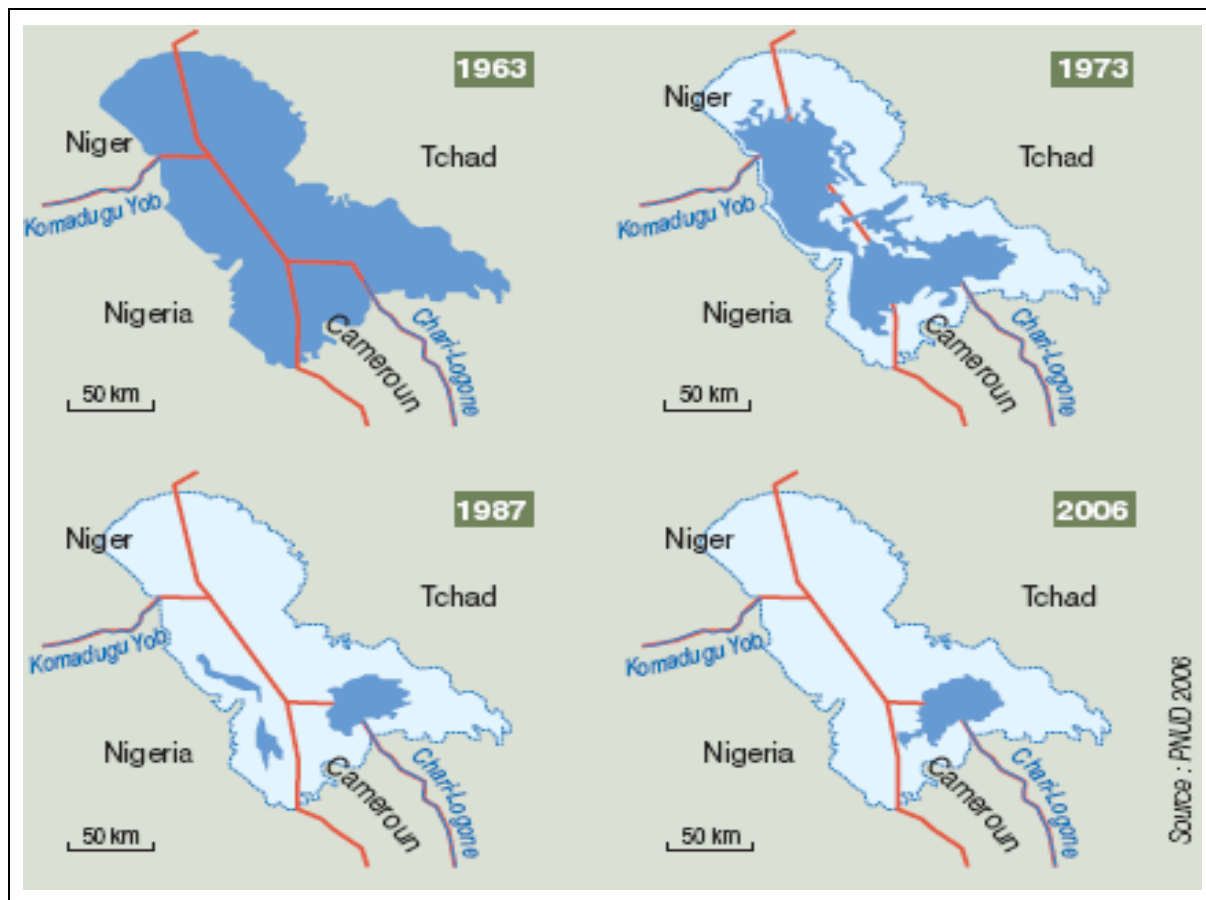 1963
Niger
Tchad
Komadugu Yob
Nigeria
Cameroun
Chari-Logone
50 km
1973
Niger
Tchad
Komadugu Yob
Nigeria
Cameroun
Chari-Logone
50 km
1987
Niger
Tchad
Komadugu Yob
Nigeria
Cameroun
Chari-Logone
50 km
2006
Niger
Tchad
Komadugu Yob
Nigeria
Cameroun
Chari-Logone
50 km
Source : PNUD 2006